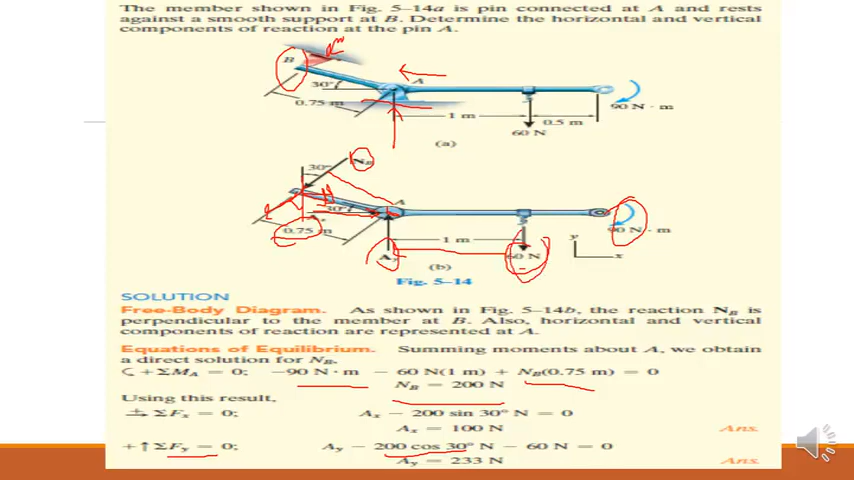 The member shown in Fig. 5–14a is pin connected at A and rests
against a smooth support at B. Determine the horizontal and vertical
components of reaction at the pin A.
B
A
30°
0.75 m
1 m
0.5 m
90 N · m
60 N
(a)
30°
N_B
A
30°
A_x
0.75 m
1 m
90 N · m
y
x
A_y
60 N
(b)
Fig. 5–14
SOLUTION
Free-Body Diagram. As shown in Fig. 5–14b, the reaction N_B is
perpendicular to the member at B. Also, horizontal and vertical
components of reaction are represented at A.
Equations of Equilibrium. Summing moments about A, we obtain
a direct solution for N_B,
↺+ΣM_A = 0; −90 N · m − 60 N(1 m) + N_B(0.75 m) = 0
N_B = 200 N
Using this result,
→+ ΣF_x = 0; A_x − 200 sin 30° N = 0
A_x = 100 N Ans.
+↑ΣF_y = 0; A_y − 200 cos 30° N − 60 N = 0
A_y = 233 N Ans.